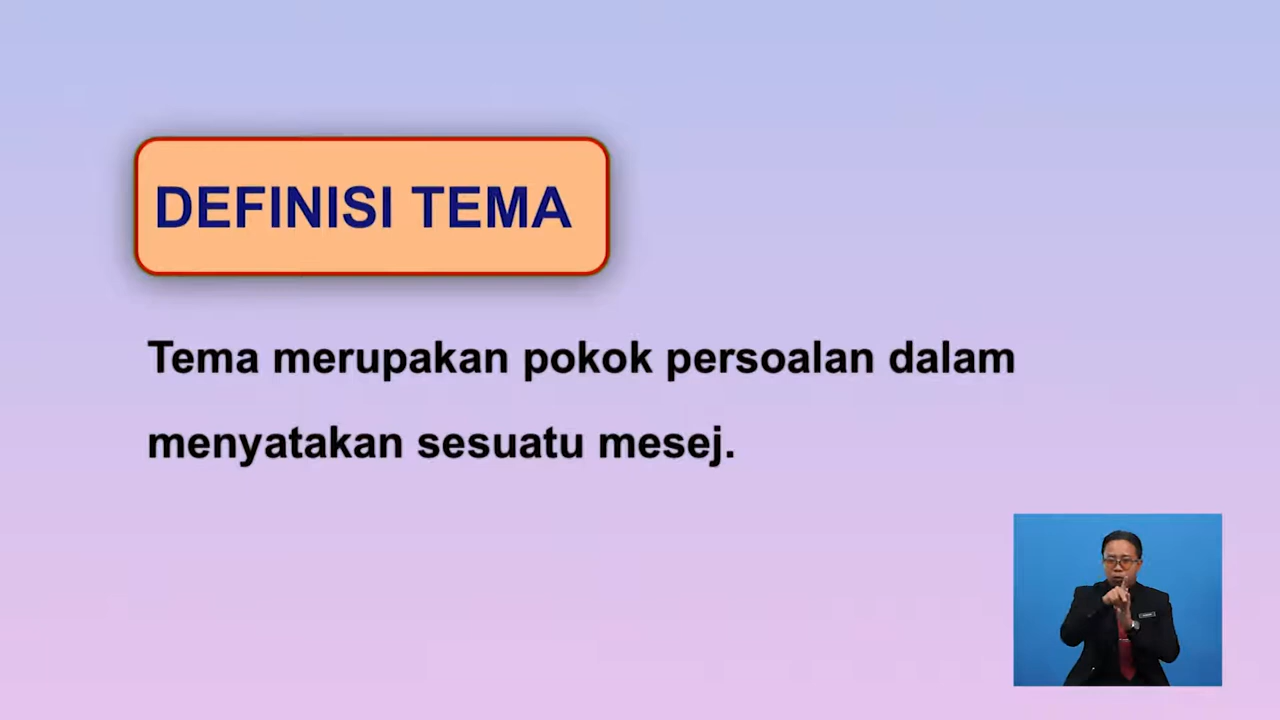 DEFINISI TEMA
Tema merupakan pokok persoalan dalam
menyatakan sesuatu mesej.